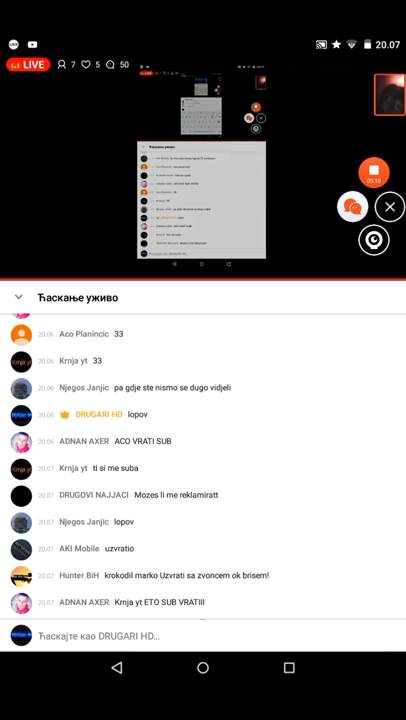 LIVE 20.07
LIVE 7 5 50
00:10
Ћаскање уживо
20.06 Aco Planincic 33
20.06 Krnja yt 33
20.06 Njegos Janjic pa gdje ste nismo se dugo vidjeli
20.06 DRUGARI HD lopov
20.06 ADNAN AXER ACO VRATI SUB
20.07 Krnja yt ti si me suba
20.07 DRUGOVI NAJJACI Mozes li me reklamiratt
20.07 Njegos Janjic lopov
20.07 AKI Mobile uzvratio
20.07 Hunter BiH krokodil marko Uzvrati sa zvoncem ok brisem!
20.07 ADNAN AXER Krnja yt ETO SUB VRATIII
Ћаскајте као DRUGARI HD...